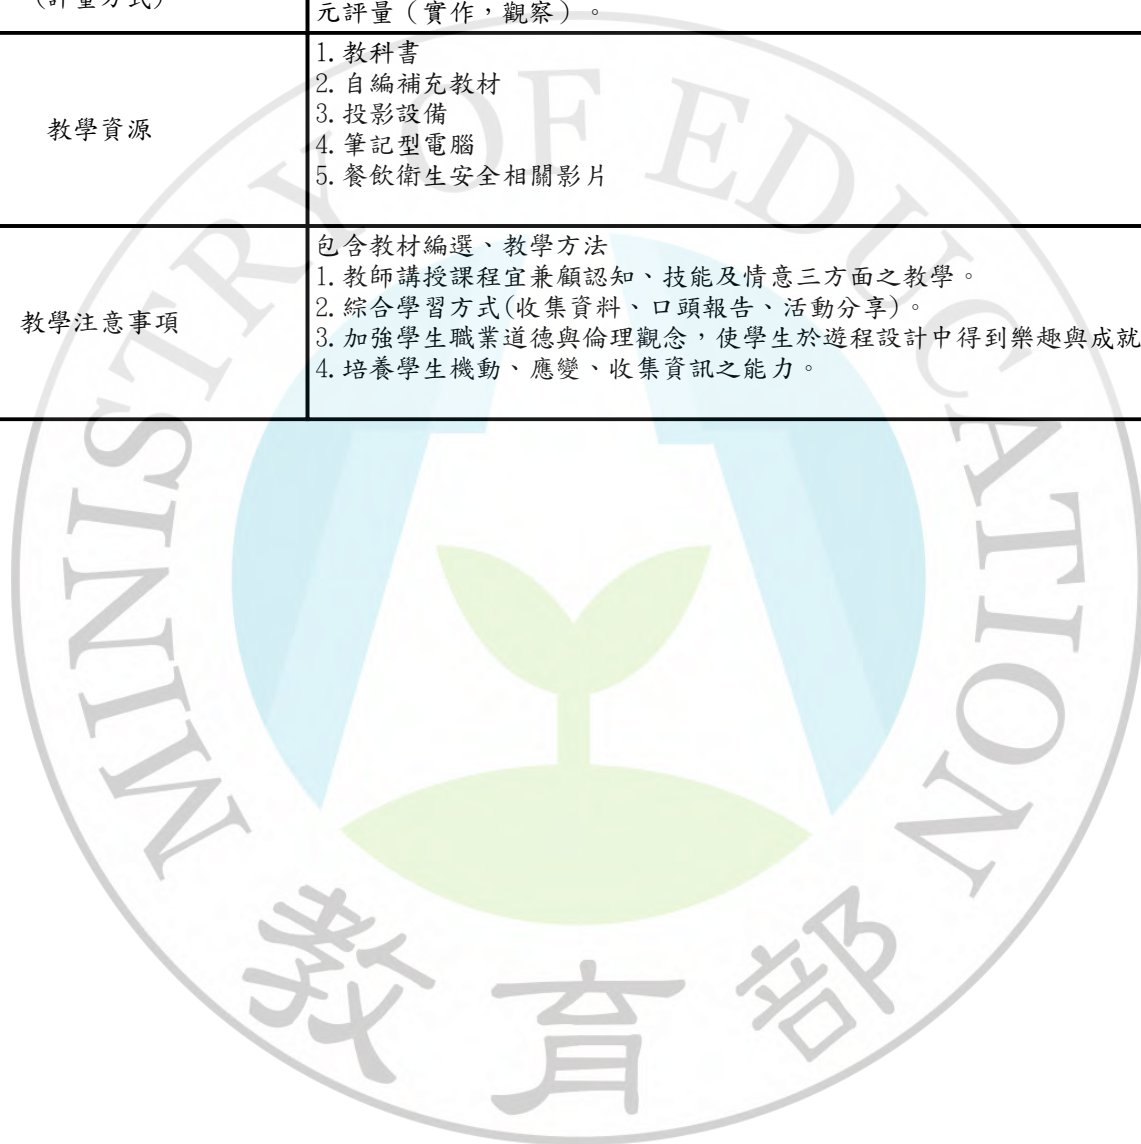 (評量方式)
元評量（實作，觀察）。
教學資源
1.教科書
2.自編補充教材
3.投影設備
4.筆記型電腦
5.餐飲衛生安全相關影片
教學注意事項
包含教材編選、教學方法
1.教師講授課程宜兼顧認知、技能及情意三方面之教學。
2.綜合學習方式(收集資料、口頭報告、活動分享)。
3.加強學生職業道德與倫理觀念，使學生於遊程設計中得到樂趣與成就
4.培養學生機動、應變、收集資訊之能力。
MINISTRY OF EDUCATION
教育部